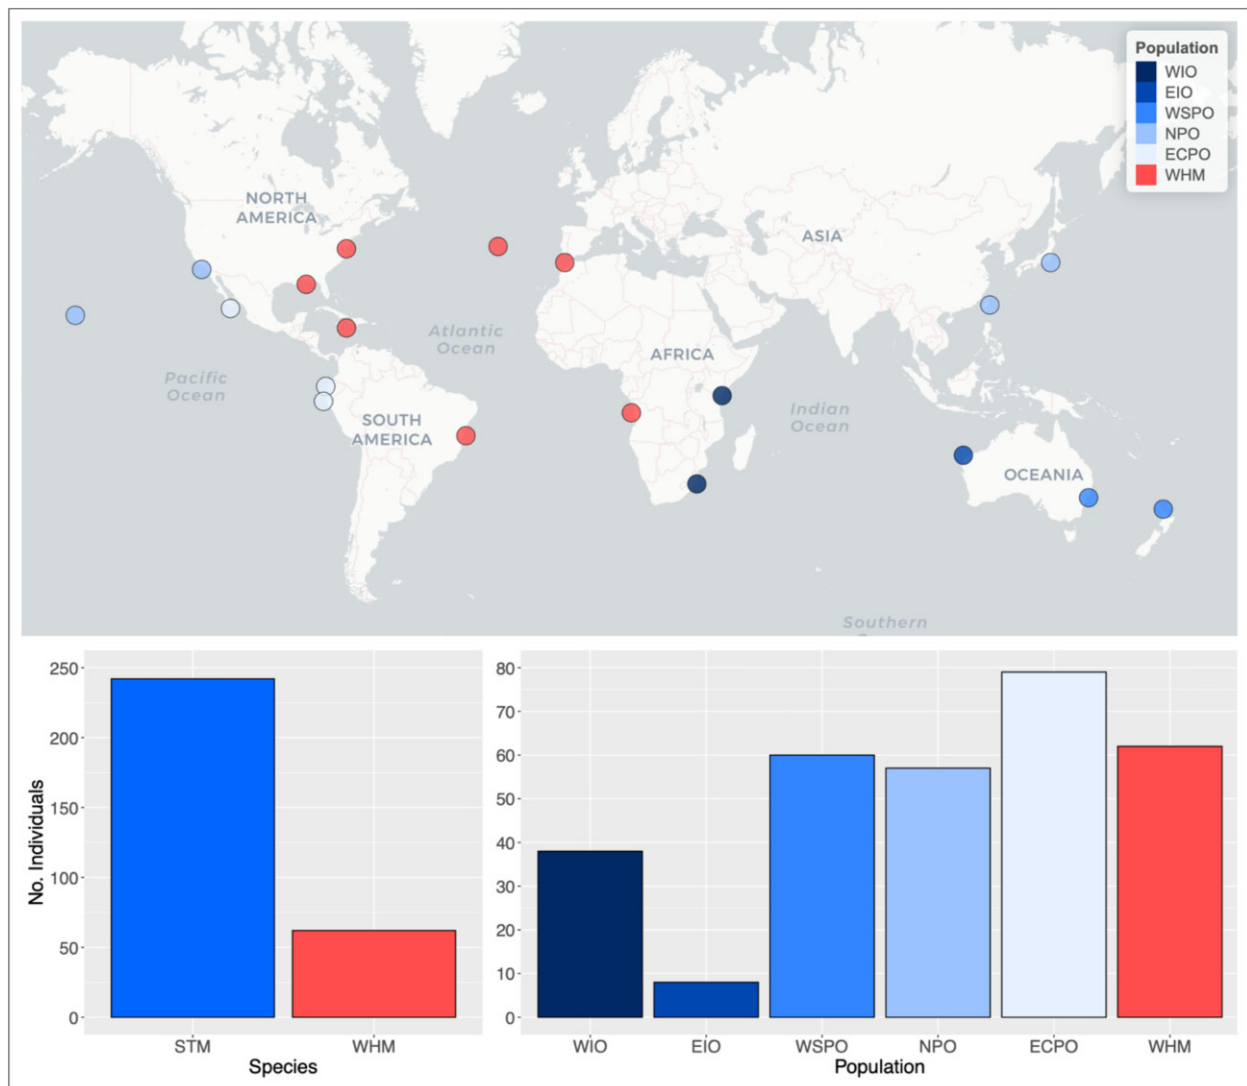 Population
WIO
EIO
WSPO
NPO
ECPO
WHM
NORTH
AMERICA
ASIA
Atlantic
Ocean
AFRICA
Pacific
Ocean
Indian
Ocean
SOUTH
AMERICA
OCEANIA
Southern
No. Individuals
250
200
150
100
50
0
STM
WHM
Species
80
70
60
50
40
30
20
10
0
WIO
EIO
WSPO
NPO
ECPO
WHM
Population